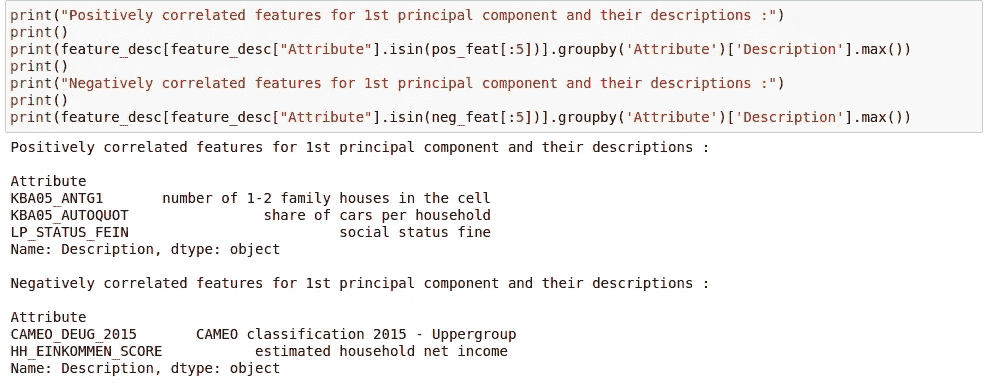 print("Positively correlated features for 1st principal component and their descriptions :")
print()
print(feature_desc[feature_desc["Attribute"].isin(pos_feat[:5])].groupby('Attribute')['Description'].max())
print()
print("Negatively correlated features for 1st principal component and their descriptions :")
print()
print(feature_desc[feature_desc["Attribute"].isin(neg_feat[:5])].groupby('Attribute')['Description'].max())
Positively correlated features for 1st principal component and their descriptions :
Attribute
KBA05_ANTG1       number of 1-2 family houses in the cell
KBA05_AUTOQUOT                share of cars per household
LP_STATUS_FEIN                         social status fine
Name: Description, dtype: object
Negatively correlated features for 1st principal component and their descriptions :
Attribute
CAMEO_DEUG_2015       CAMEO classification 2015 - Uppergroup
HH_EINKOMMEN_SCORE           estimated household net income
Name: Description, dtype: object